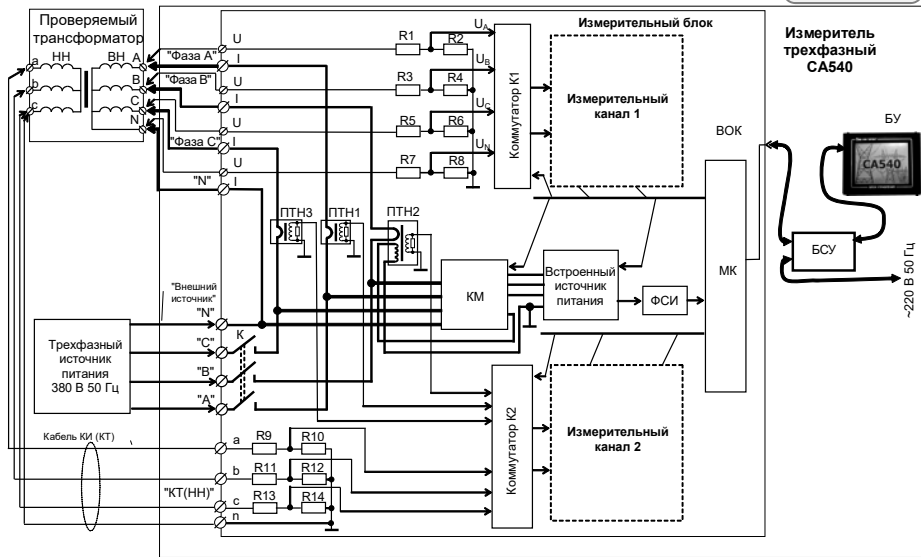 Проверяемый
трансформатор
НН
ВН
a
b
c
A
B
C
N
"Фаза A"
"Фаза B"
"Фаза C"
"N"
U
I
U
I
U
I
U
I
R1
R2
R3
R4
R5
R6
R7
R8
UA
UB
UC
UN
Коммутатор К1
Измерительный блок
Измерительный
канал 1
Измеритель
трехфазный
СА540
ВОК
БУ
CA540
БСУ
~220 В 50 Гц
МК
ПТН3
ПТН1
ПТН2
КМ
Встроенный
источник
питания
ФСИ
"Внешний
источник"
"N"
"C"
"B"
"A"
К
Трехфазный
источник
питания
380 В 50 Гц
Коммутатор К2
Измерительный
канал 2
Кабель КИ (КТ)
"КТ(НН)"
a
b
c
n
R9
R10
R11
R12
R13
R14